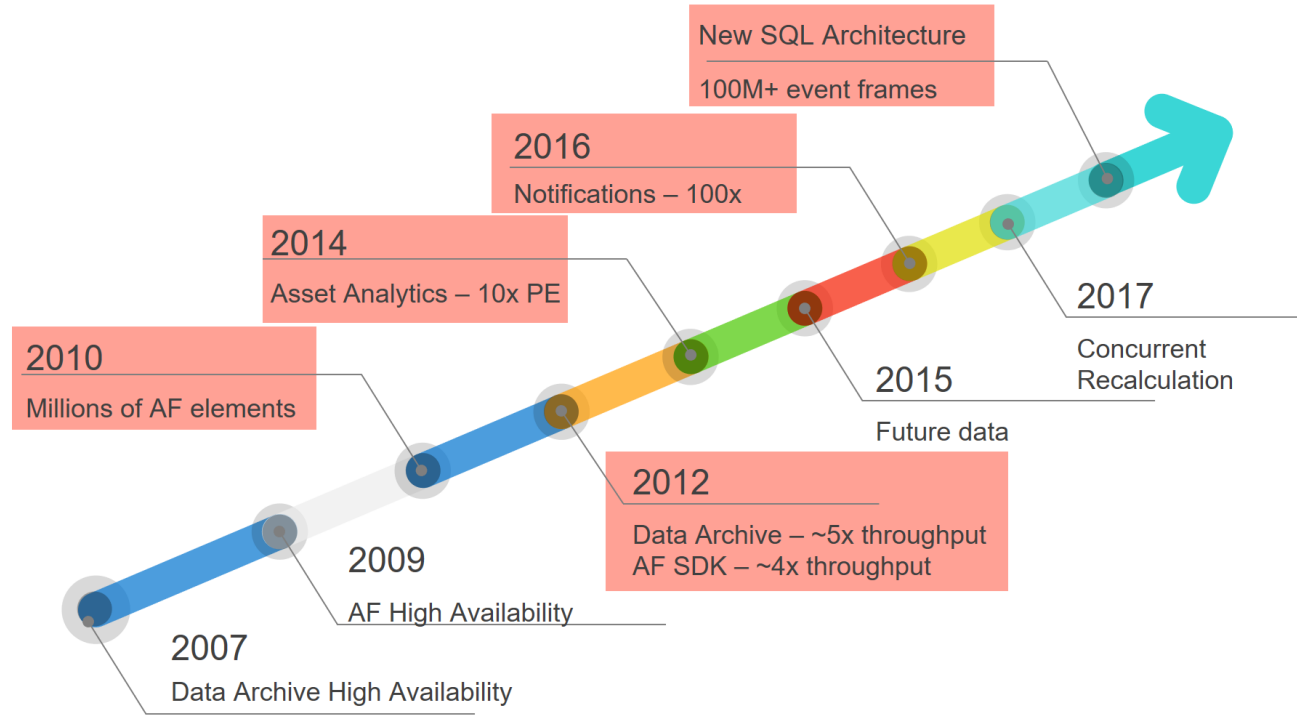 New SQL Architecture
100M+ event frames
2016
Notifications – 100x
2014
Asset Analytics – 10x PE
2017
Concurrent
Recalculation
2010
Millions of AF elements
2015
Future data
2012
Data Archive – ~5x throughput
AF SDK – ~4x throughput
2009
AF High Availability
2007
Data Archive High Availability